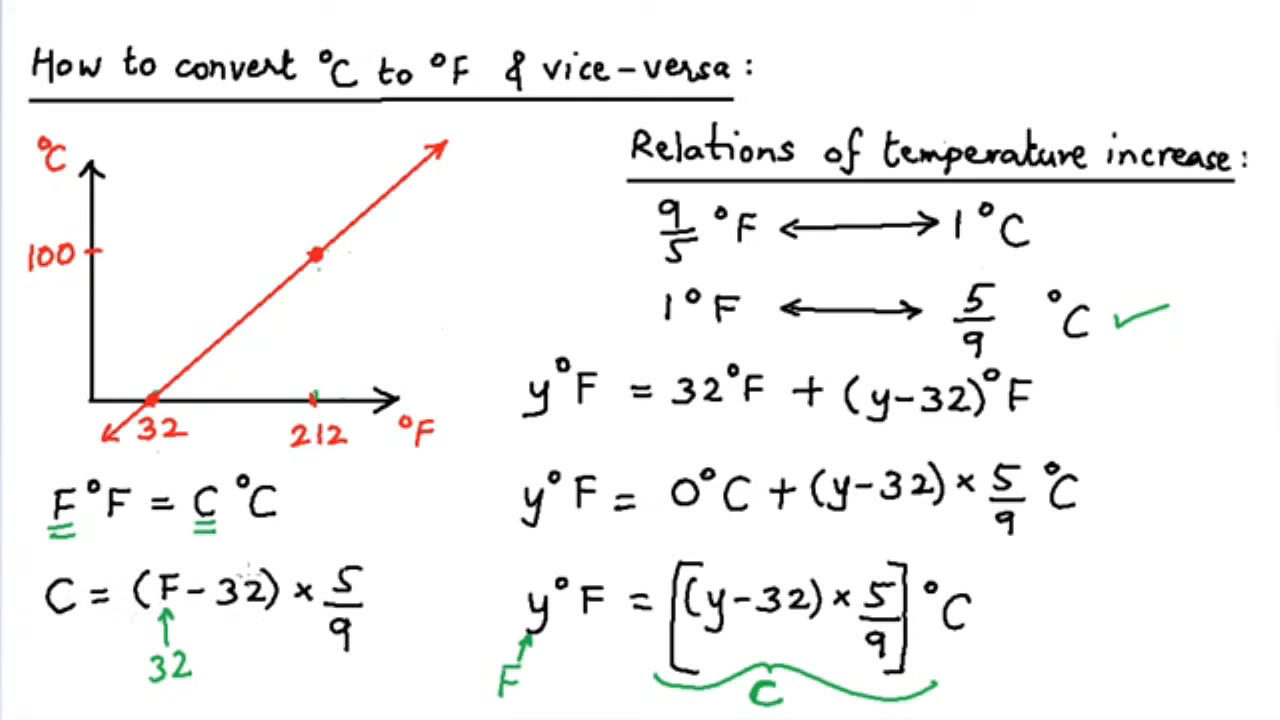 How to convert °C to °F & vice-versa:
°C
100
32
212
°F
F °F = C °C
C = (F - 32) × 5/9
32
Relations of temperature increase:
9/5 °F ⟷ 1 °C
1 °F ⟷ 5/9 °C ✓
y°F = 32°F + (y-32)°F
y°F = 0°C + (y-32) × 5/9 °C
y°F = [(y-32) × 5/9] °C
F
C